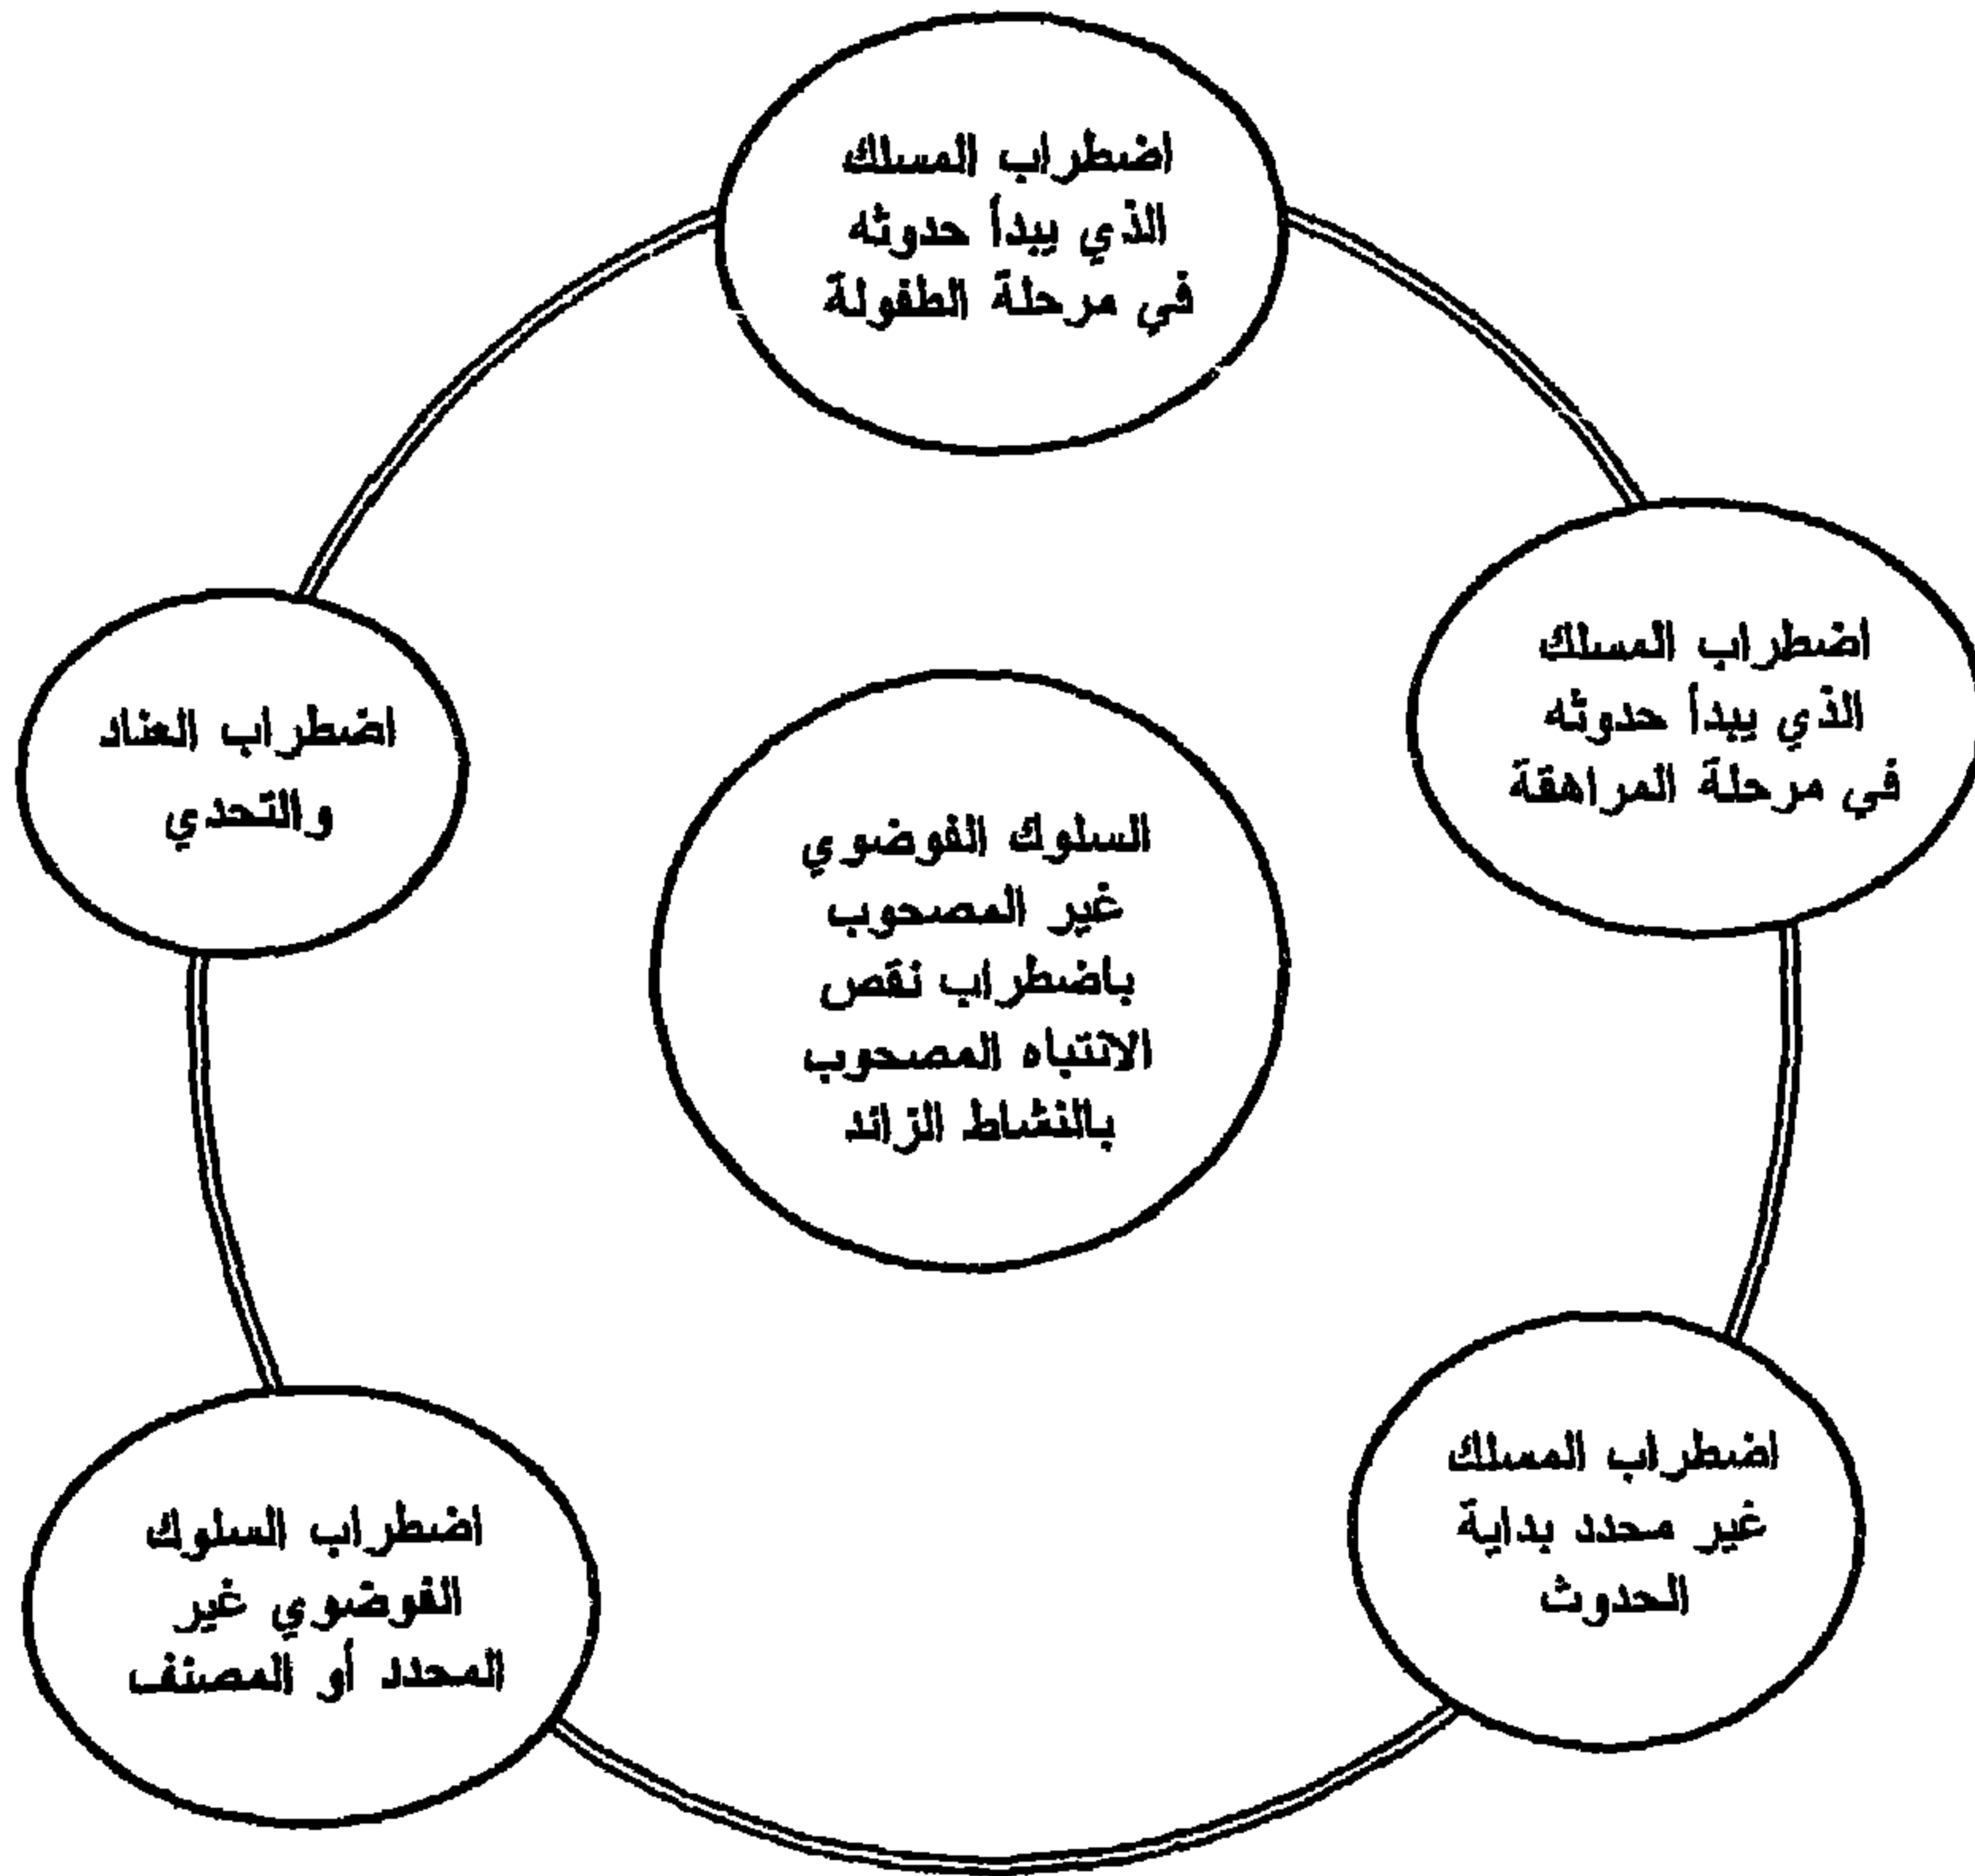 اضطراب المسلك
الذي يبدأ حدوثه
في مرحلة الطفولة
اضطراب المسلك
الذي يبدأ حدوثه
في مرحلة المراهقة
اضطراب العناد
والتحدي
السلوك الفوضوي
غير المصحوب
باضطراب نقص
الانتباه المصحوب
بالنشاط الزائد
اضطراب المسلك
غير محدد بداية
الحدوث
اضطراب السلوك
الفوضوي غير
المحدد أو المصنف